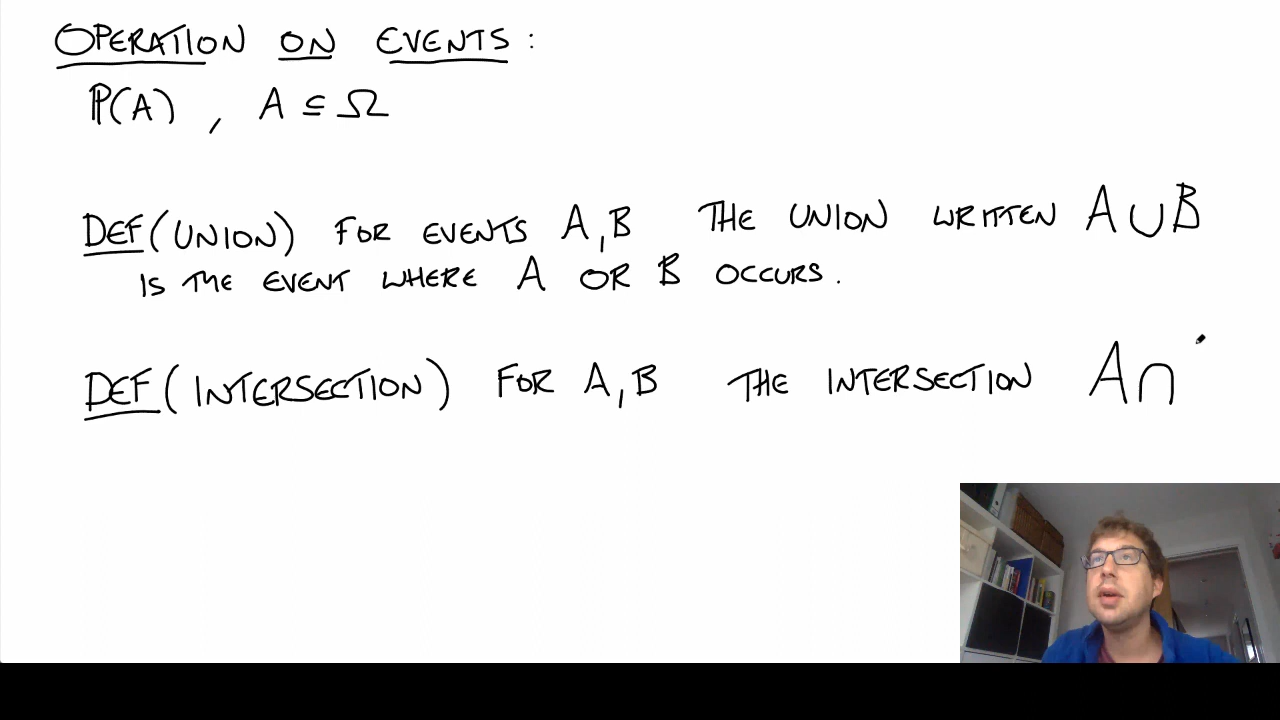 OPERATION ON EVENTS:
ℙ(A) , A ⊆ Ω
DEF (UNION) FOR EVENTS A,B THE UNION WRITTEN A∪B
IS THE EVENT WHERE A OR B OCCURS.
DEF (INTERSECTION) FOR A,B THE INTERSECTION A∩